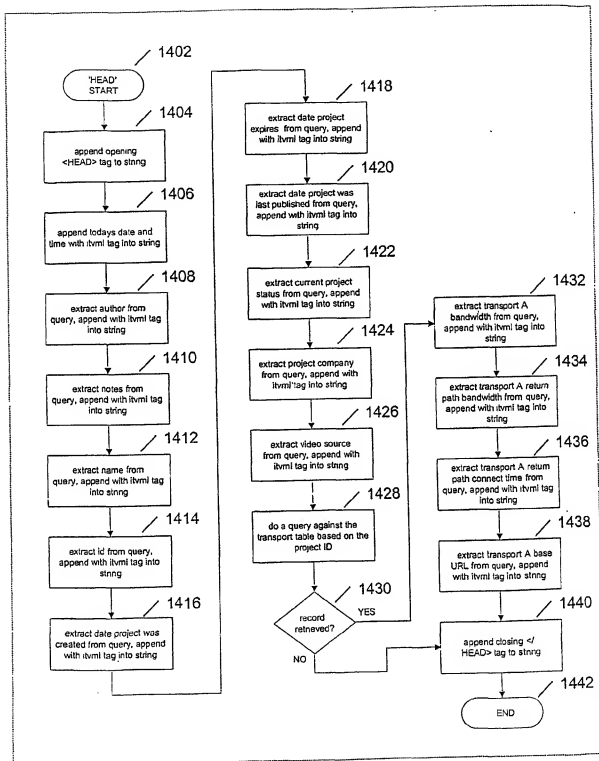 1402
'HEAD'
START
1404
append opening
<HEAD> tag to string
1406
append todays date and
time with itvml tag into
string
1408
extract author from
query, append with itvml tag
into string
1410
extract notes from
query, append with itvml tag
into string
1412
extract name from
query, append with itvml tag
into string
1414
extract id from query,
append with itvml tag into
string
1416
extract date project was
created from query, append
with itvml tag into string
1418
extract date project
expires from query, append
with itvml tag into string
1420
extract date project was
last published from query,
append with itvml tag into
string
1422
extract current project
status from query, append
with itvml tag into string
1424
extract project company
from query, append with
itvml tag into string
1426
extract video source
from query, append with
itvml tag into string
1428
do a query against the
transport table based on the
project ID
1430
record
retrieved?
YES
NO
1432
extract transport A
bandwidth from query,
append with itvml tag into
string
1434
extract transport A return
path bandwidth from query,
append with itvml tag into
string
1436
extract transport A return
path connect time from
query, append with itvml tag
into string
1438
extract transport A base
URL from query, append
with itvml tag into string
1440
append closing </
HEAD> tag to string
1442
END